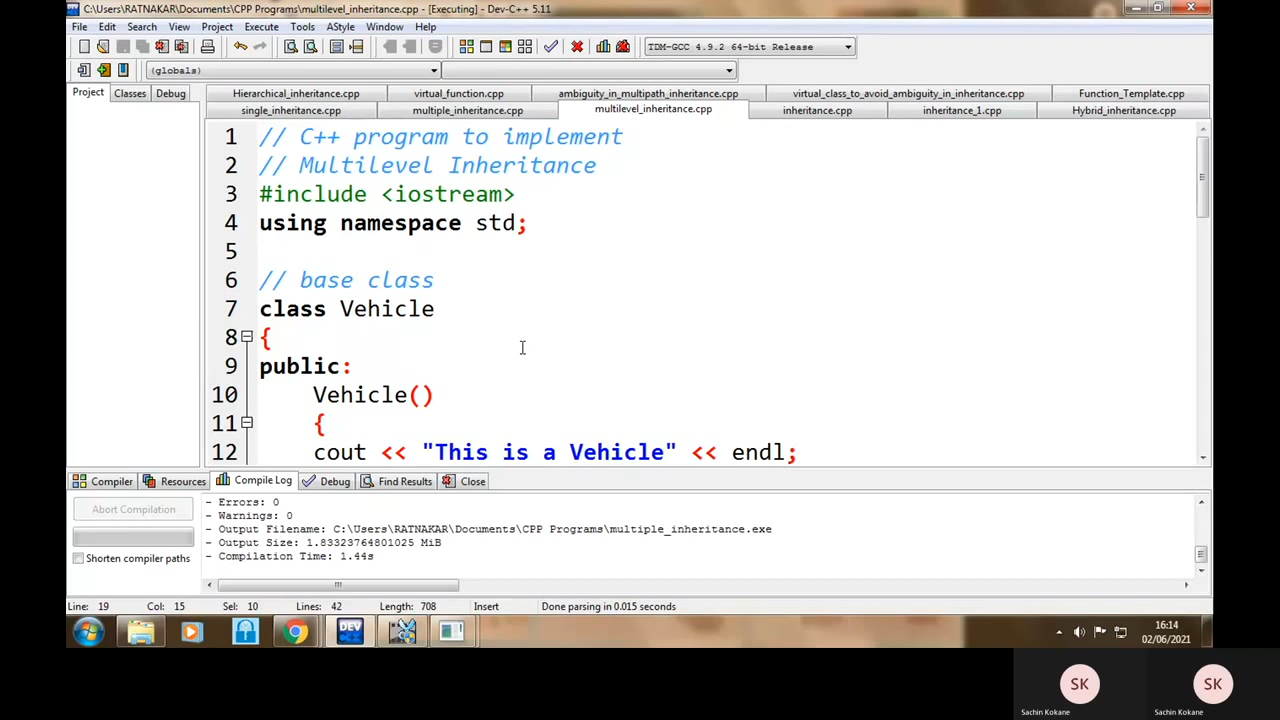 C:\Users\RATNAKAR\Documents\CPP Programs\multilevel_inheritance.cpp - [Executing] - Dev-C++ 5.11
File Edit Search View Project Execute Tools AStyle Window Help
TDM-GCC 4.9.2 64-bit Release
(globals)
Project Classes Debug
Hierarchical_inheritance.cpp virtual_function.cpp ambiguity_in_multipath_inheritance.cpp virtual_class_to_avoid_ambiguity_in_inheritance.cpp Function_Template.cpp
single_inheritance.cpp multiple_inheritance.cpp multilevel_inheritance.cpp inheritance.cpp inheritance_1.cpp Hybrid_inheritance.cpp
1 // C++ program to implement
2 // Multilevel Inheritance
3 #include <iostream>
4 using namespace std;
5
6 // base class
7 class Vehicle
8 {
9 public:
10 Vehicle()
11 {
12 cout << "This is a Vehicle" << endl;
Compiler Resources Compile Log Debug Find Results Close
Abort Compilation
Shorten compiler paths
- Errors: 0
- Warnings: 0
- Output Filename: C:\Users\RATNAKAR\Documents\CPP Programs\multiple_inheritance.exe
- Output Size: 1.83323764801025 MiB
- Compilation Time: 1.44s
Line: 19 Col: 15 Sel: 10 Lines: 42 Length: 708 Insert Done parsing in 0.015 seconds
DEV
16:14
02/06/2021
SK SK
Sachin Kokane Sachin Kokane